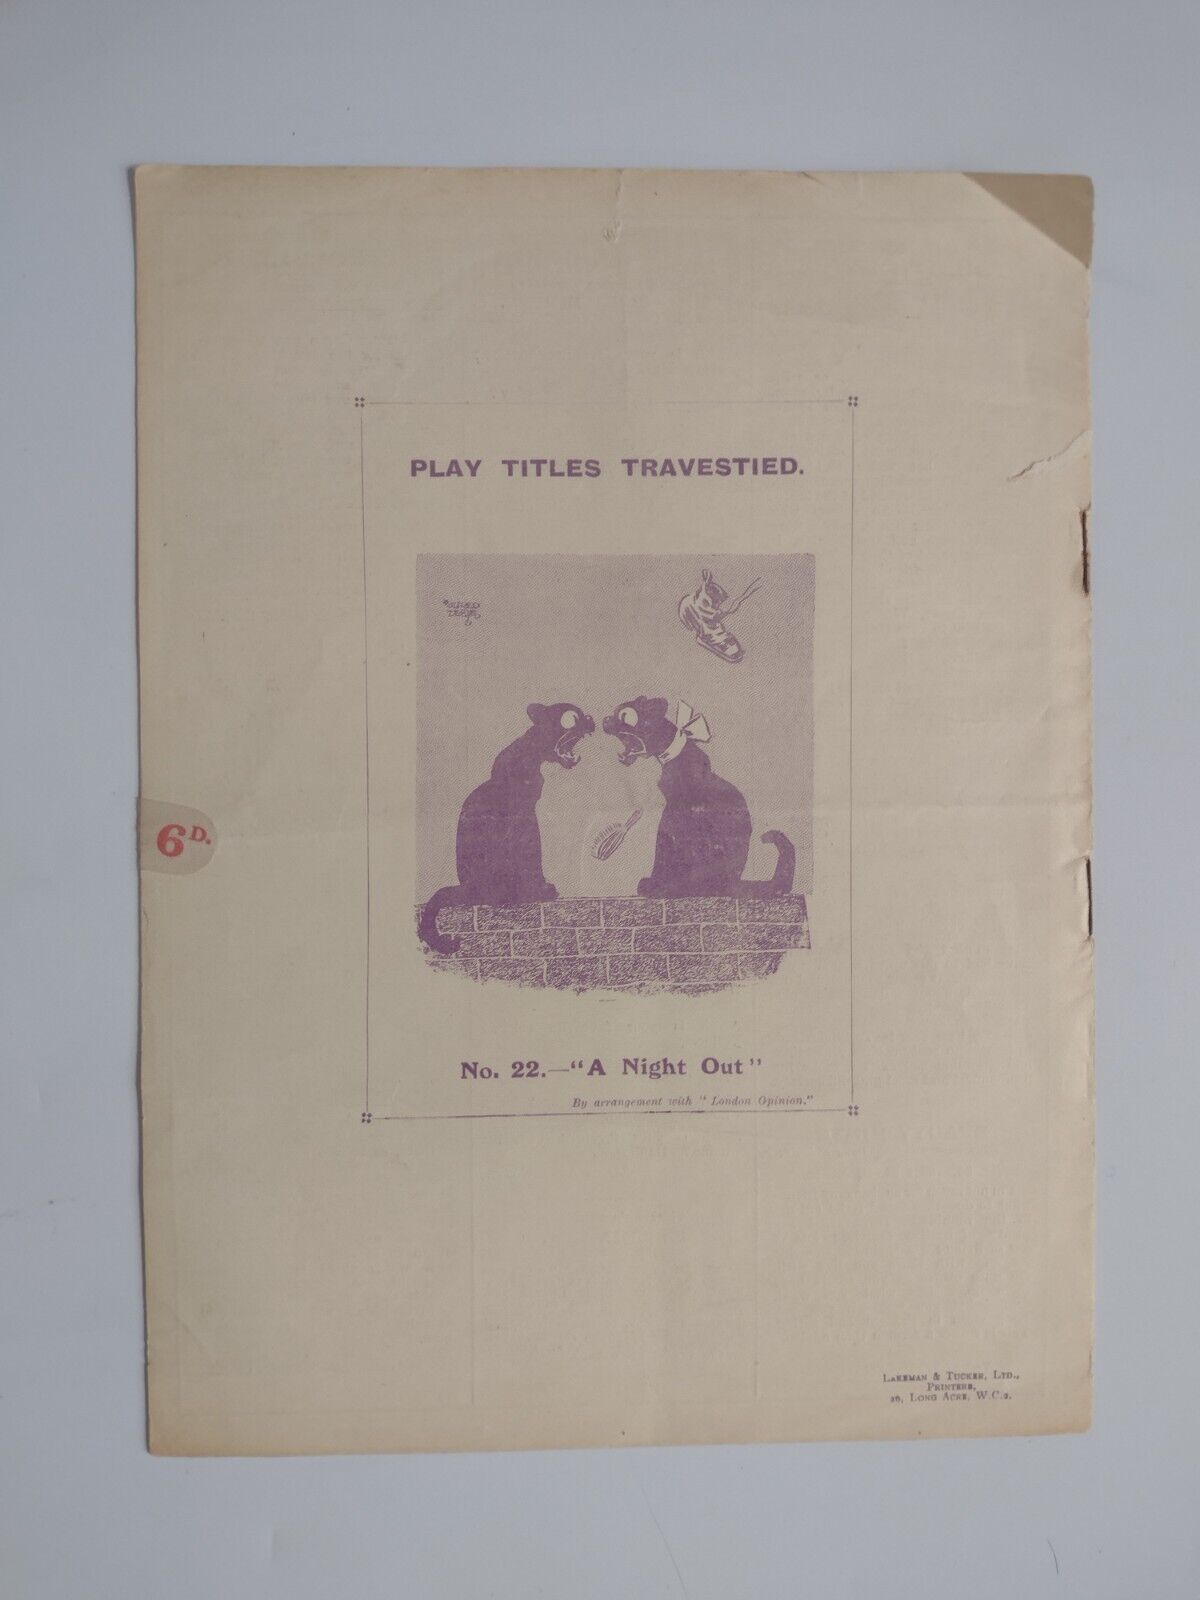 PLAY TITLES TRAVESTIED.
6D.
No. 22.—"A Night Out"
By arrangement with "London Opinion."
LAKEMAN & TUCKER, LTD.,
PRINTERS,
26, LONG ACRE, W.C.2.